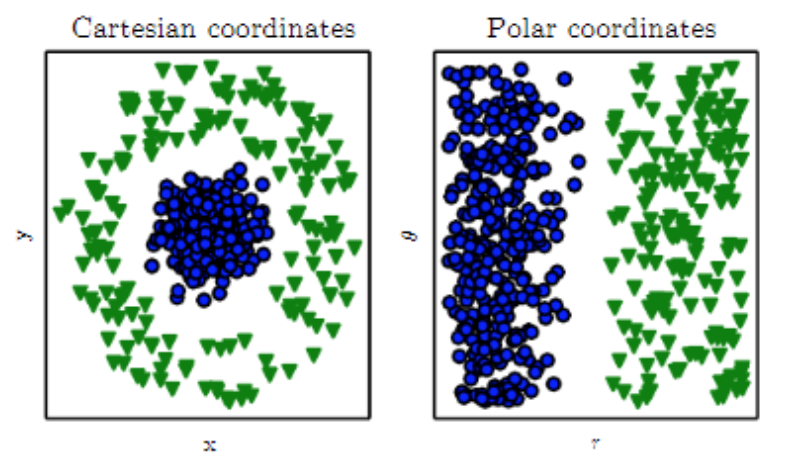 Cartesian coordinates
Polar coordinates
y
x
θ
r